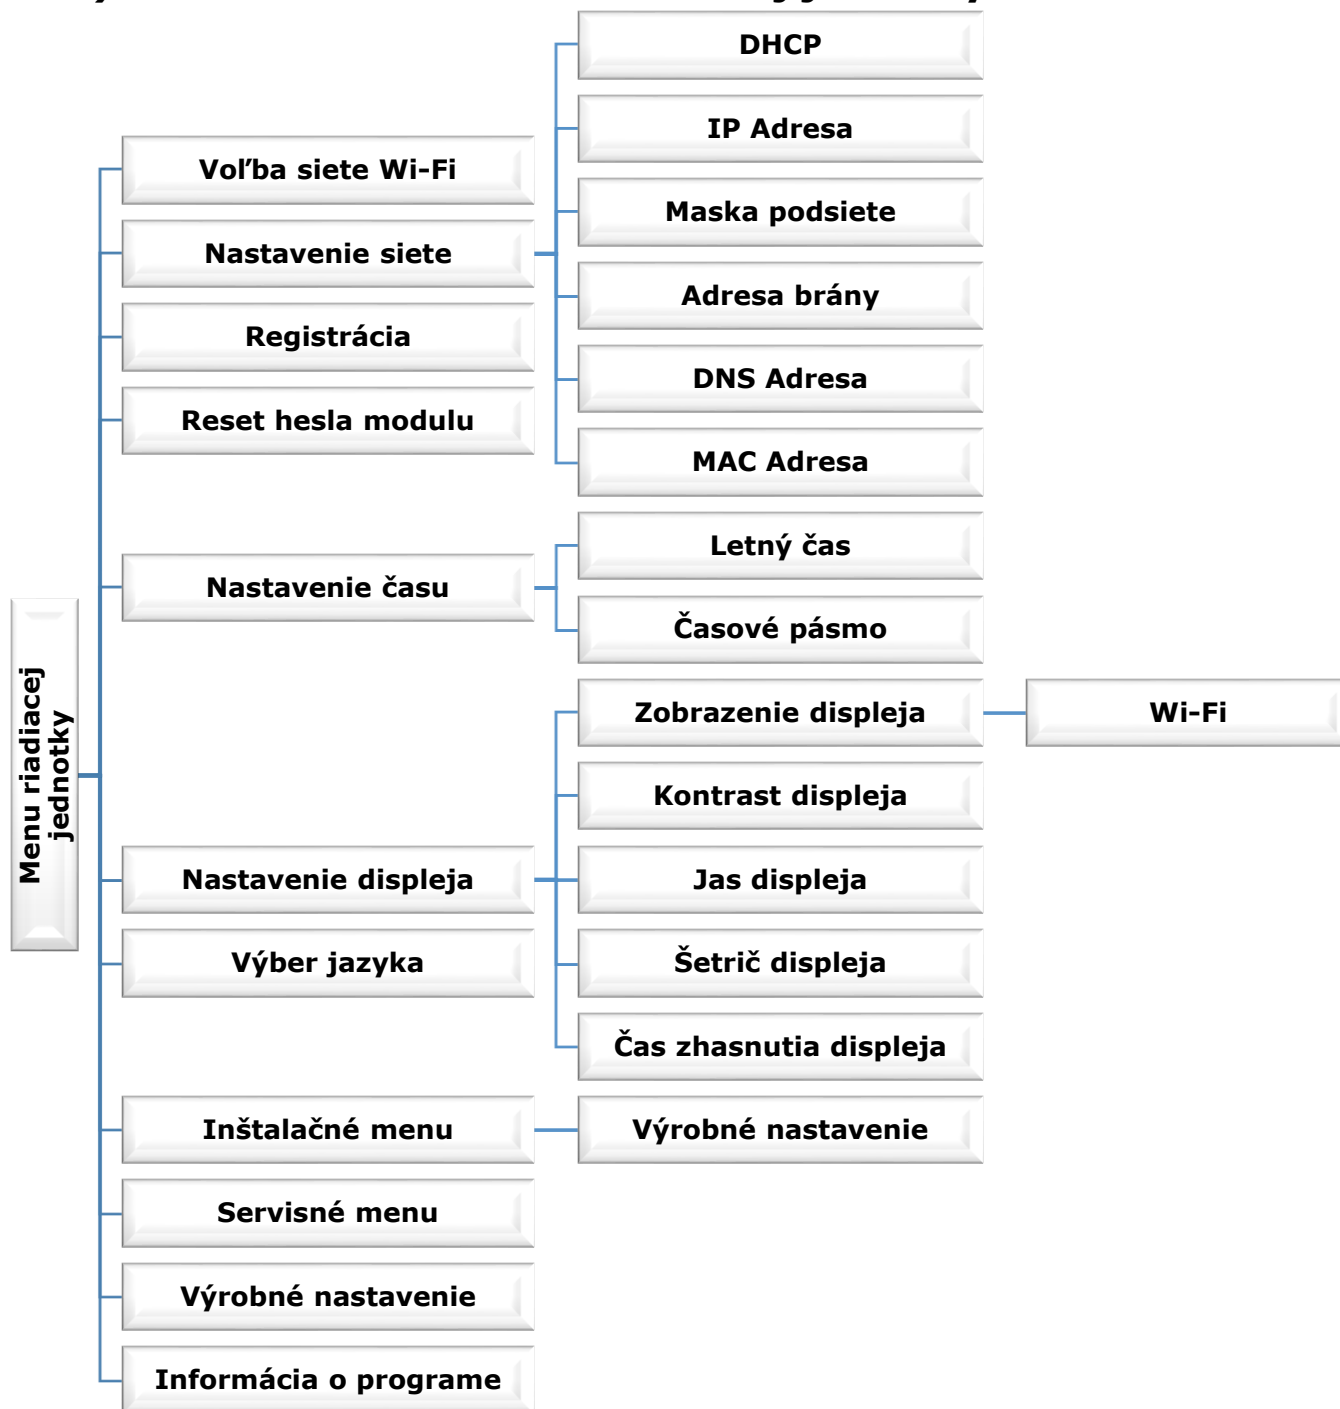 DHCP
IP Adresa
Voľba siete Wi-Fi
Maska podsiete
Nastavenie siete
Adresa brány
Registrácia
DNS Adresa
Reset hesla modulu
MAC Adresa
Letný čas
Nastavenie času
Časové pásmo
Menu riadiacej
jednotky
Zobrazenie displeja
Wi-Fi
Kontrast displeja
Nastavenie displeja
Jas displeja
Výber jazyka
Šetrič displeja
Čas zhasnutia displeja
Inštalačné menu
Výrobné nastavenie
Servisné menu
Výrobné nastavenie
Informácia o programe